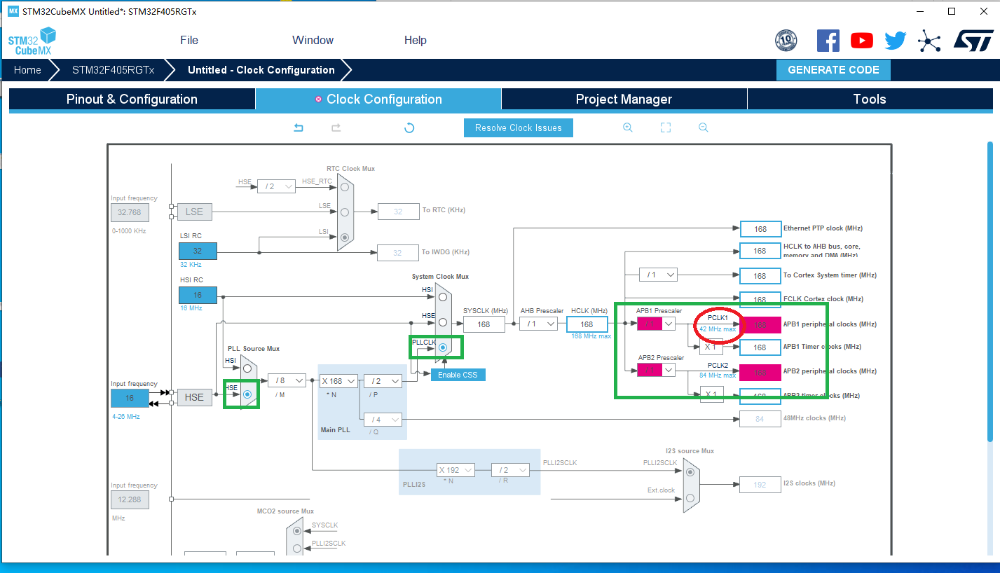 MX STM32CubeMX Untitled*: STM32F405RGTx
STM32
CubeMX
File
Window
Help
10
YEARS
ST
Home
STM32F405RGTx
Untitled - Clock Configuration
GENERATE CODE
Pinout & Configuration
Clock Configuration
Project Manager
Tools
Resolve Clock Issues
RTC Clock Mux
HSE
/ 2
HSE_RTC
Input frequency
32.768
0-1000 KHz
LSE
LSE
32
To RTC (KHz)
LSI RC
32
32 KHz
LSI
32
To IWDG (KHz)
HSI RC
16
16 MHz
System Clock Mux
HSI
HSE
PLLCLK
Enable CSS
SYSCLK (MHz)
168
AHB Prescaler
/ 1
HCLK (MHz)
168
168 MHz max
168
Ethernet PTP clock (MHz)
168
HCLK to AHB bus, core,
memory and DMA (MHz)
/ 1
168
To Cortex System timer (MHz)
168
FCLK Cortex clock (MHz)
APB1 Prescaler
/ 1
PCLK1
42 MHz max
168
APB1 peripheral clocks (MHz)
X 1
168
APB1 Timer clocks (MHz)
APB2 Prescaler
/ 1
PCLK2
84 MHz max
168
APB2 peripheral clocks (MHz)
X 1
168
APB2 timer clocks (MHz)
84
48MHz clocks (MHz)
PLL Source Mux
HSI
HSE
Input frequency
16
4-26 MHz
HSE
/ 8
/ M
X 168
* N
/ 2
/ P
/ 4
/ Q
Main PLL
X 192
* N
/ 2
/ R
PLLI2S
PLLI2SCLK
I2S source Mux
PLLI2SCLK
Ext.clock
192
I2S clocks (MHz)
Input frequency
12.288
MHz
MCO2 source Mux
SYSCLK
PLLI2SCLK